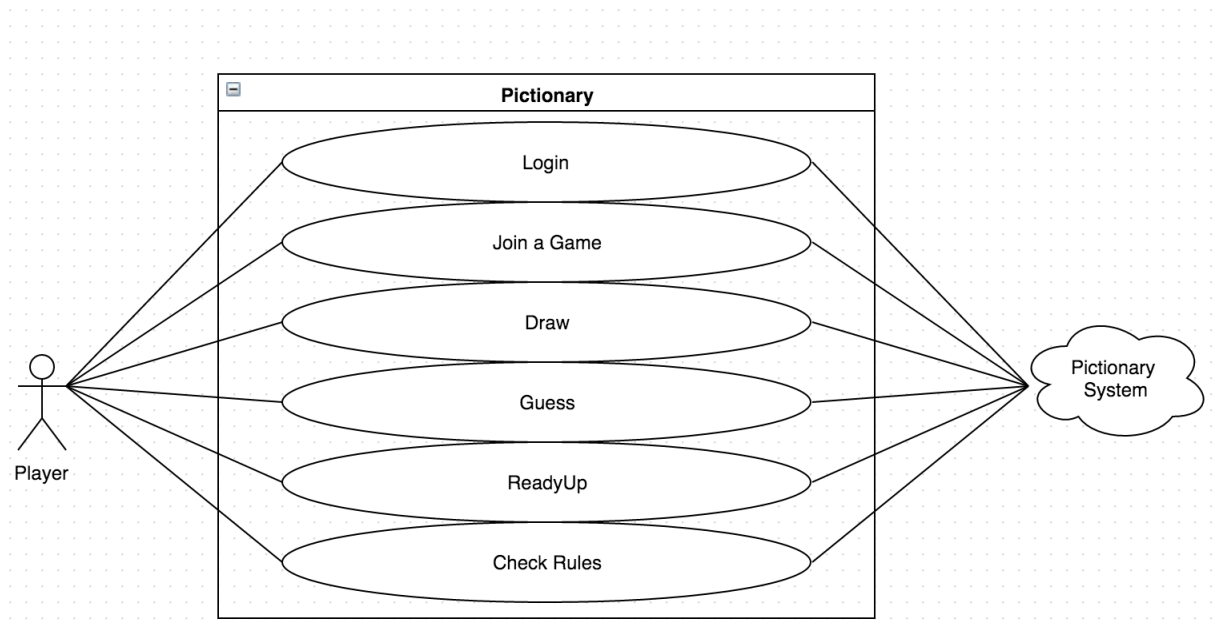 Pictionary
Login
Join a Game
Draw
Guess
ReadyUp
Check Rules
Player
Pictionary
System